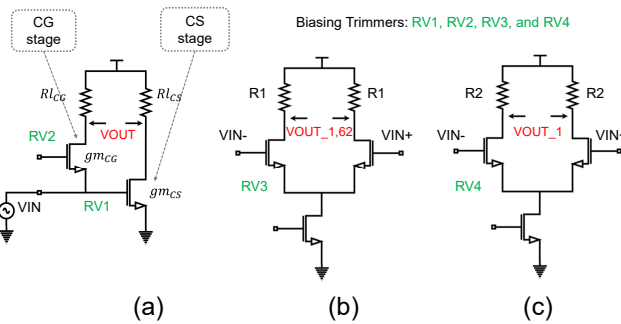 CG
stage
CS
stage
Biasing Trimmers: RV1, RV2, RV3, and RV4
Rl_CG
Rl_CS
VOUT
RV2
gm_CG
VIN
RV1
gm_CS
(a)
R1
R1
VIN-
VOUT_1,62
VIN+
RV3
(b)
R2
R2
VIN-
VOUT_1
VIN+
RV4
(c)